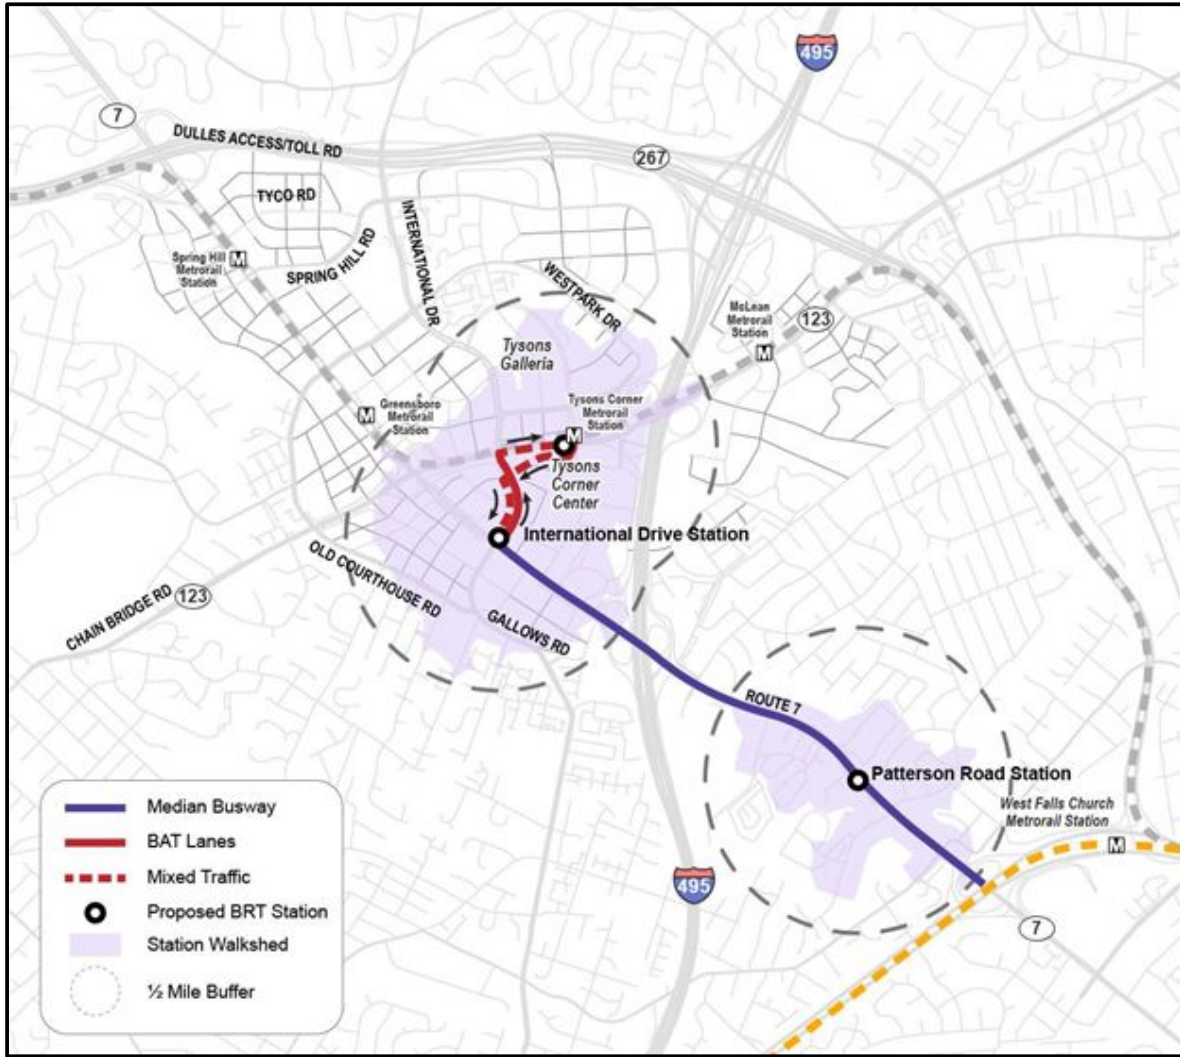 495
7
DULLES ACCESS/TOLL RD
267
TYCO RD
INTERNATIONAL DR
SPRING HILL RD
Spring Hill
Metrorail
Station
M
WESTPARK DR
McLean
Metrorail
Station
M
123
Tysons
Galleria
Greensboro
Metrorail
Station
M
Tysons Corner
Metrorail
Station
M
Tysons
Corner
Center
International Drive Station
OLD COURTHOUSE RD
CHAIN BRIDGE RD
123
GALLOWS RD
ROUTE 7
Patterson Road Station
West Falls Church
Metrorail Station
M
495
7
Median Busway
BAT Lanes
Mixed Traffic
Proposed BRT Station
Station Walkshed
½ Mile Buffer